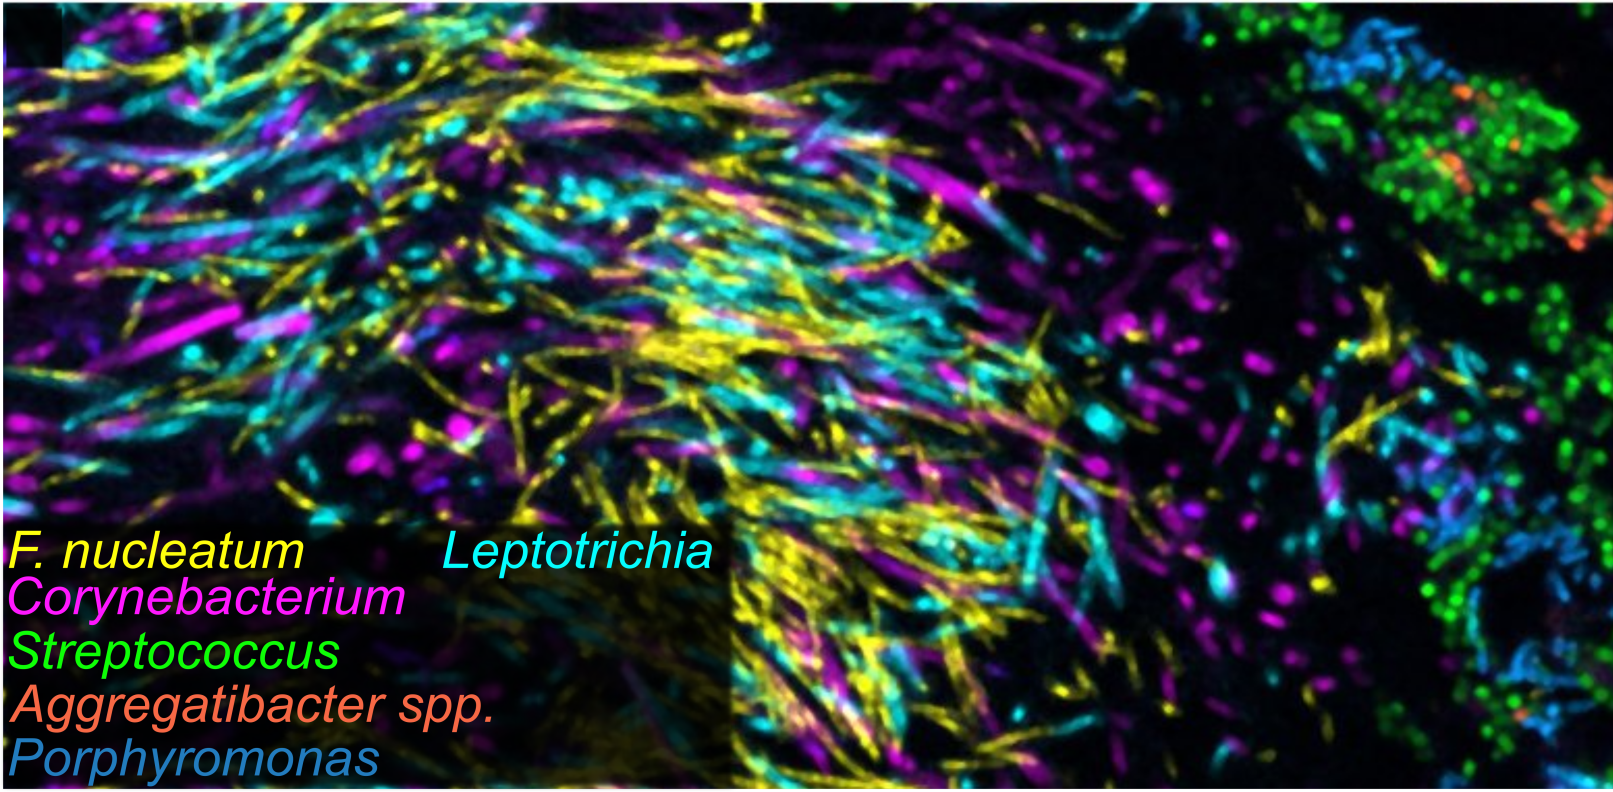 F. nucleatum Leptotrichia
Corynebacterium
Streptococcus
Aggregatibacter spp.
Porphyromonas